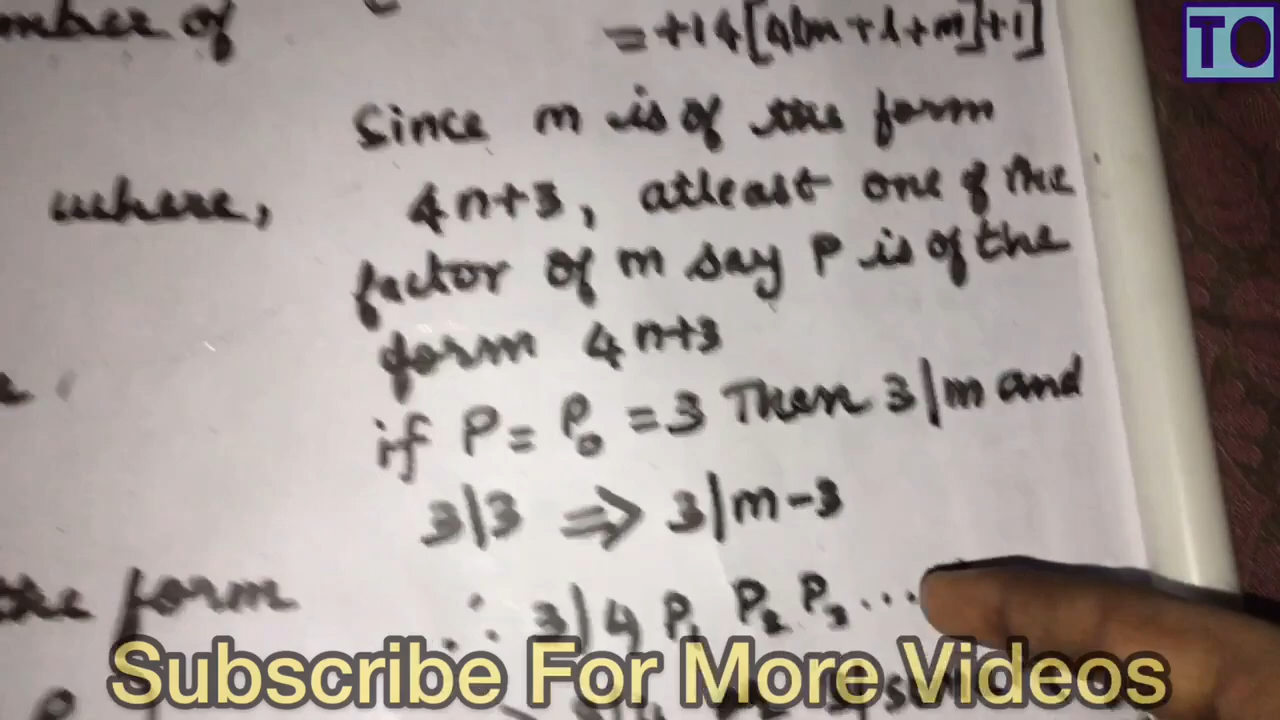 TO
mber of
= +14[4lm+l+m]+1]
Since m is of the form
where,
4n+3, atleast one of the
factor of m say P is of the
form 4n+3
if P = P₀ = 3 Then 3|m and
3|3 ⇒ 3|m-3
the form
∴ 3|4 P₁ P₂ P₃ ...
Subscribe For More Videos